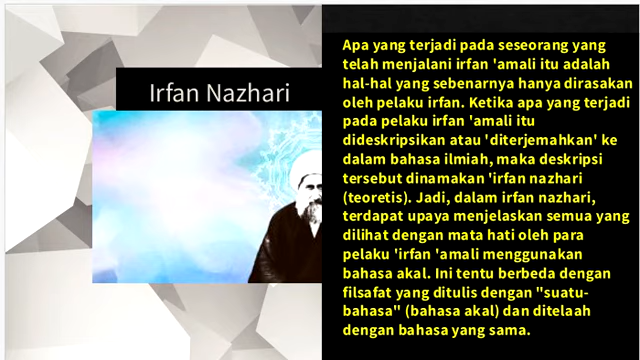 Irfan Nazhari
Apa yang terjadi pada seseorang yang
telah menjalani irfan 'amali itu adalah
hal-hal yang sebenarnya hanya dirasakan
oleh pelaku irfan. Ketika apa yang terjadi
pada pelaku irfan 'amali itu
dideskripsikan atau 'diterjemahkan' ke
dalam bahasa ilmiah, maka deskripsi
tersebut dinamakan 'irfan nazhari
(teoretis). Jadi, dalam irfan nazhari,
terdapat upaya menjelaskan semua yang
dilihat dengan mata hati oleh para
pelaku 'irfan 'amali menggunakan
bahasa akal. Ini tentu berbeda dengan
filsafat yang ditulis dengan "suatu-
bahasa" (bahasa akal) dan ditelaah
dengan bahasa yang sama.